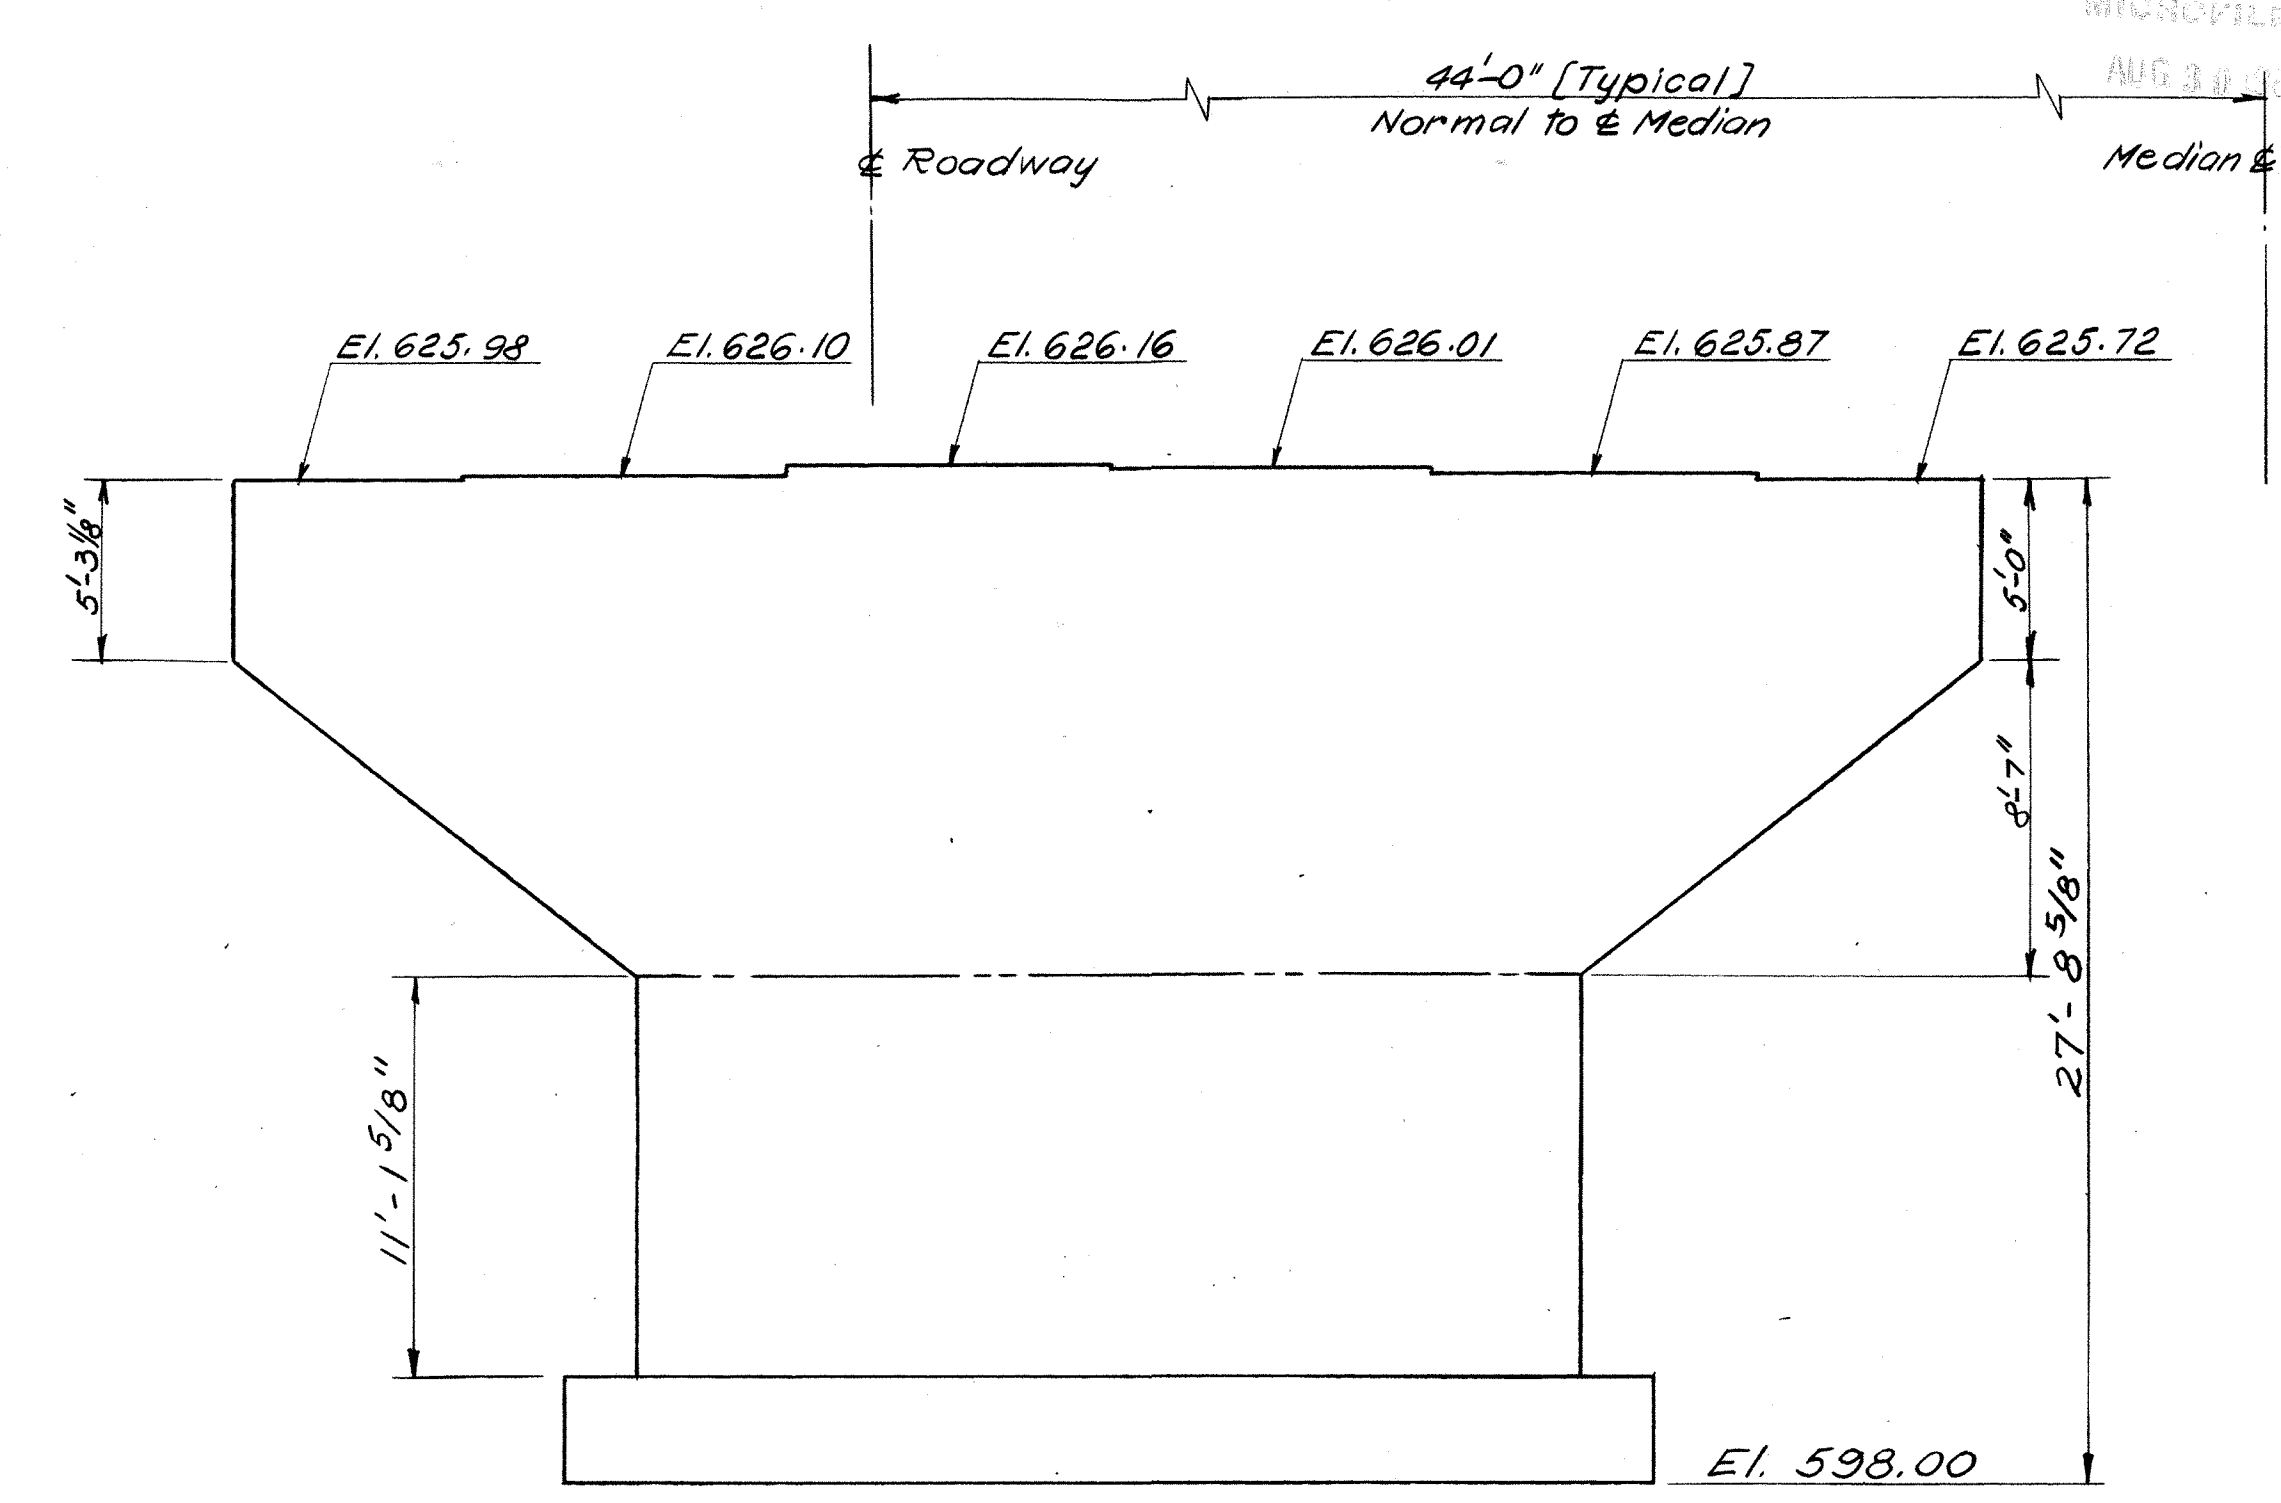 44'-0" [Typical]
Normal to ℄ Median
℄ Roadway
Median ℄
El. 625.98
El. 626.10
El. 626.16
El. 626.01
El. 625.87
El. 625.72
5'-3 1/8"
5'-0"
8'-7"
27'-8 5/8"
11'-1 5/8"
El. 598.00